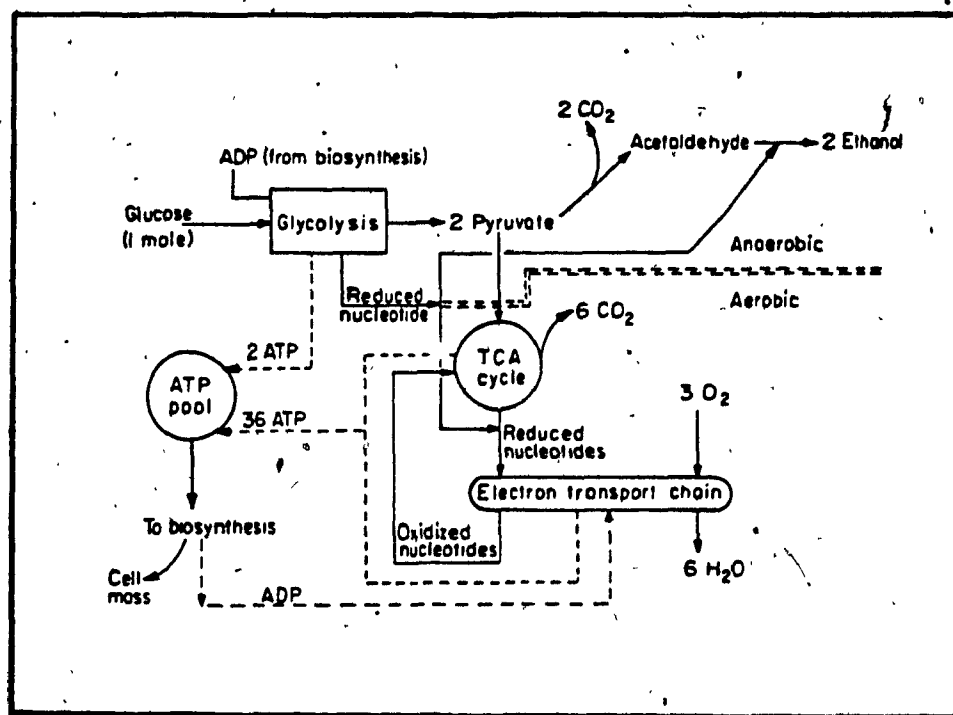 2 CO2
Acetaldehyde
2 Ethanol
ADP (from biosynthesis)
Glucose
(1 mole)
Glycolysis
2 Pyruvate
Anaerobic
Aerobic
Reduced
nucleotide
6 CO2
TCA
cycle
2 ATP
ATP
pool
36 ATP
3 O2
Reduced
nucleotides
Electron transport chain
To biosynthesis
Oxidized
nucleotides
6 H2O
Cell
mass
ADP